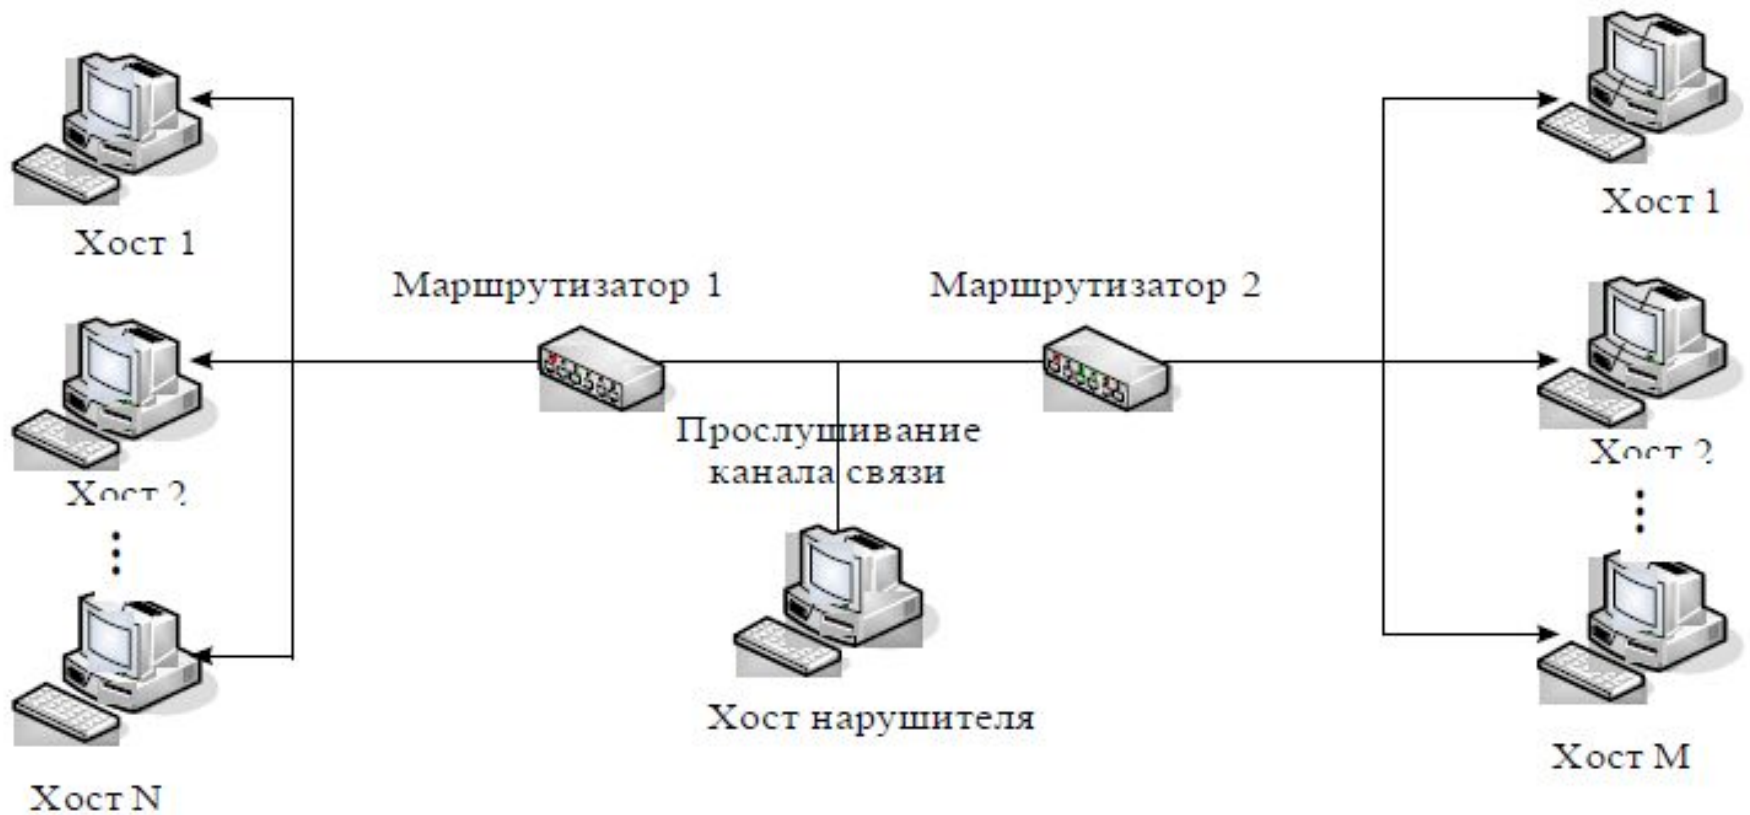 Хост 1
Хост 1
Маршрутизатор 1
Маршрутизатор 2
Прослушивание
канала связи
Хост 2
Хост 2
Хост нарушителя
Хост N
Хост M